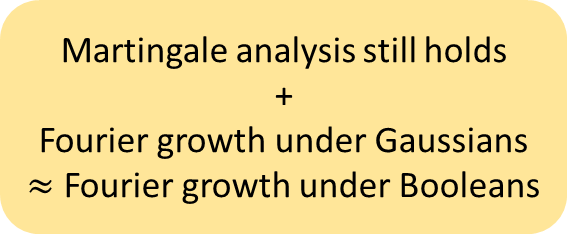 Martingale analysis still holds
+
Fourier growth under Gaussians
≈ Fourier growth under Booleans